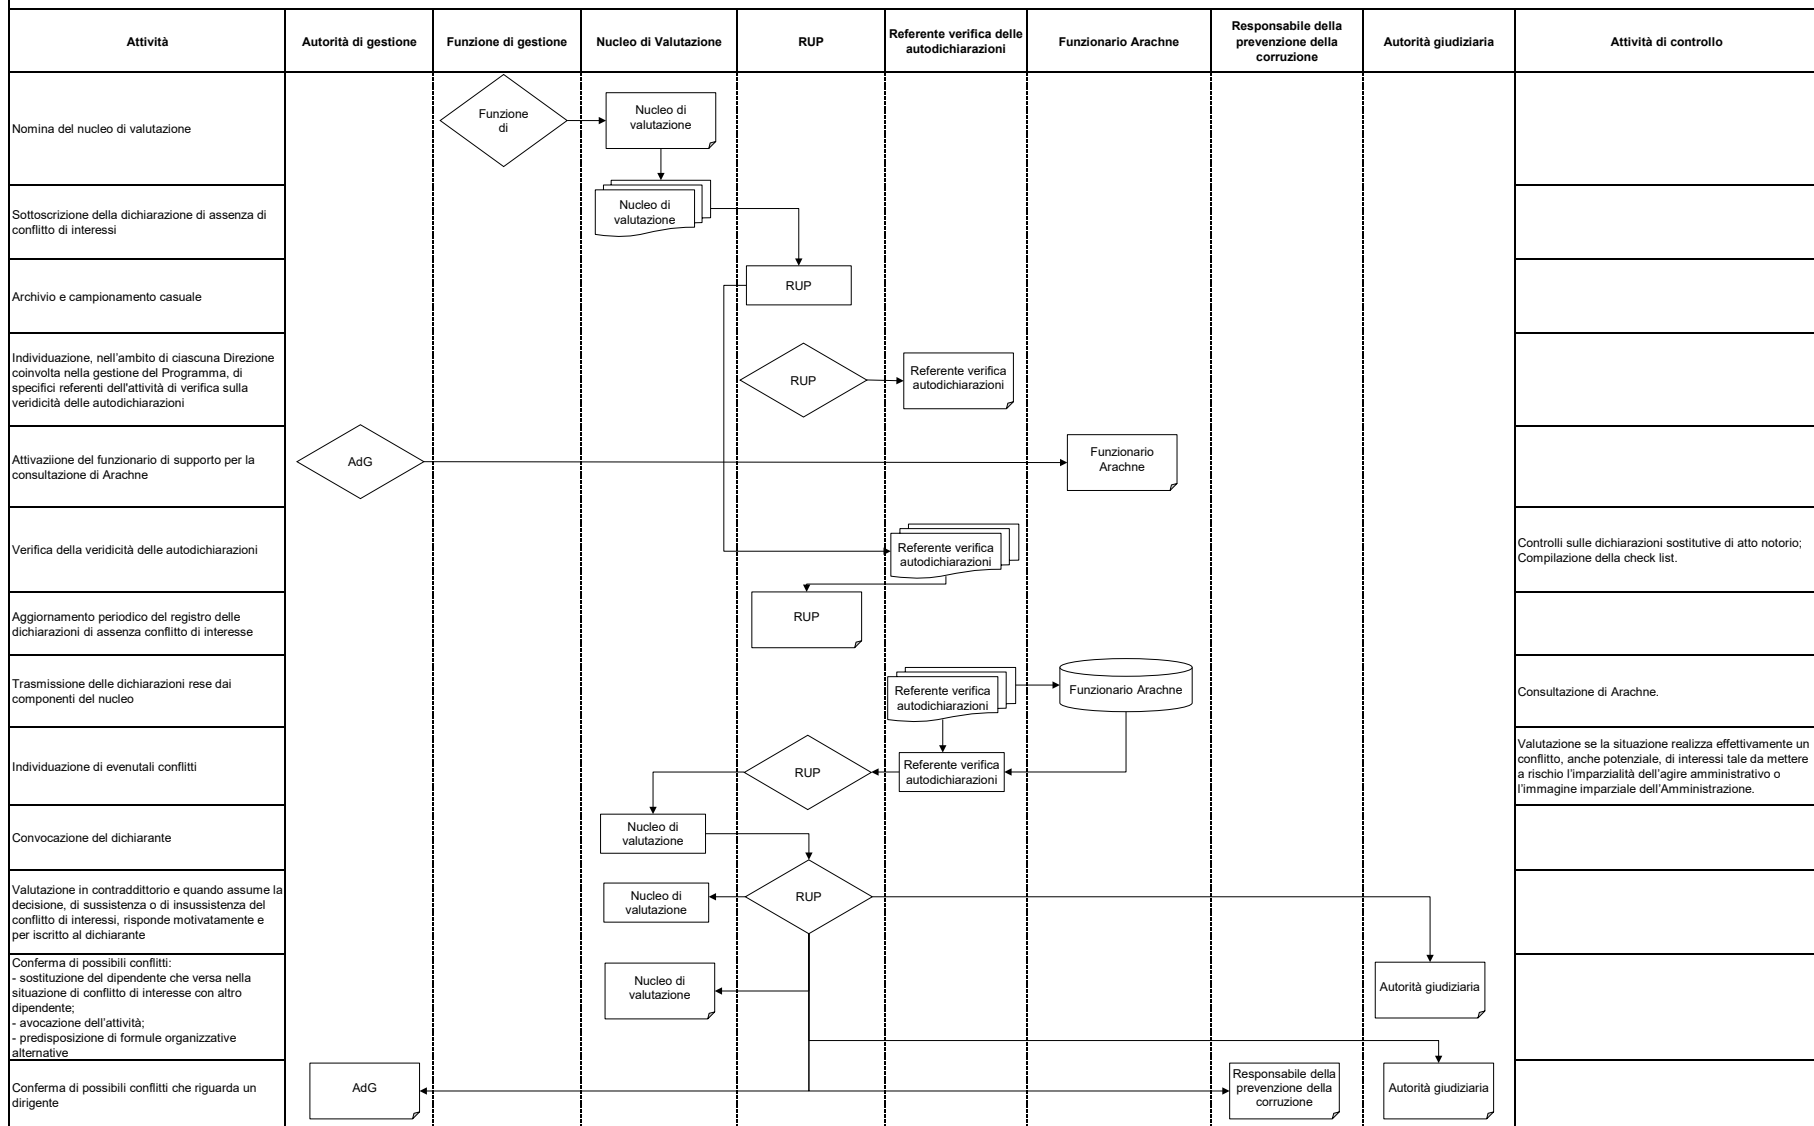 Attività
Autorità di gestione
Funzione di gestione
Nucleo di Valutazione
RUP
Referente verifica delle
autodichiarazioni
Funzionario Arachne
Responsabile della
prevenzione della
corruzione
Autorità giudiziaria
Attività di controllo
Nomina del nucleo di valutazione
Funzione
di
Nucleo di
valutazione
Sottoscrizione della dichiarazione di assenza di
conflitto di interessi
Nucleo di
valutazione
Archivio e campionamento casuale
RUP
Individuazione, nell’ambito di ciascuna Direzione
coinvolta nella gestione del Programma, di
specifici referenti dell'attività di verifica sulla
veridicità delle autodichiarazioni
RUP
Referente verifica
autodichiarazioni
Attivaziione del funzionario di supporto per la
consultazione di Arachne
AdG
Funzionario
Arachne
Verifica della veridicità delle autodichiarazioni
Referente verifica
autodichiarazioni
Controlli sulle dichiarazioni sostitutive di atto notorio;
Compilazione della check list.
Aggiornamento periodico del registro delle
dichiarazioni di assenza conflitto di interesse
RUP
Trasmissione delle dichiarazioni rese dai
componenti del nucleo
Referente verifica
autodichiarazioni
Funzionario Arachne
Consultazione di Arachne.
Individuazione di evenutali conflitti
RUP
Referente verifica
autodichiarazioni
Valutazione se la situazione realizza effettivamente un
conflitto, anche potenziale, di interessi tale da mettere
a rischio l’imparzialità dell’agire amministrativo o
l’immagine imparziale dell’Amministrazione.
Convocazione del dichiarante
Nucleo di
valutazione
Valutazione in contraddittorio e quando assume la
decisione, di sussistenza o di insussistenza del
conflitto di interessi, risponde motivatamente e
per iscritto al dichiarante
Nucleo di
valutazione
RUP
Conferma di possibili conflitti:
- sostituzione del dipendente che versa nella
situazione di conflitto di interesse con altro
dipendente;
- avocazione dell’attività;
- predisposizione di formule organizzative
alternative
Nucleo di
valutazione
Autorità giudiziaria
Conferma di possibili conflitti che riguarda un
dirigente
AdG
Responsabile della
prevenzione della
corruzione
Autorità giudiziaria